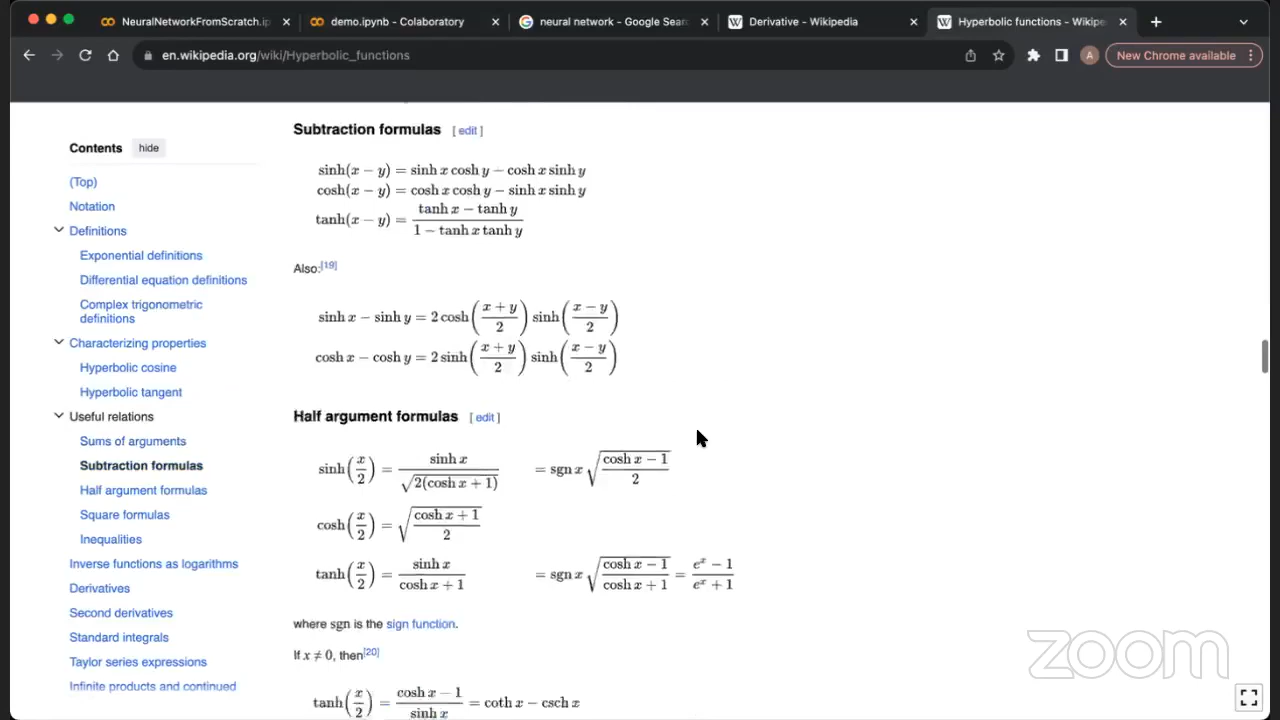 NeuralNetworkFromScratch.ip
demo.ipynb - Colaboratory
neural network - Google Sear
Derivative - Wikipedia
Hyperbolic functions - Wikipe
en.wikipedia.org/wiki/Hyperbolic_functions
A
New Chrome available
Contents
hide
(Top)
Notation
Definitions
Exponential definitions
Differential equation definitions
Complex trigonometric
definitions
Characterizing properties
Hyperbolic cosine
Hyperbolic tangent
Useful relations
Sums of arguments
Subtraction formulas
Half argument formulas
Square formulas
Inequalities
Inverse functions as logarithms
Derivatives
Second derivatives
Standard integrals
Taylor series expressions
Infinite products and continued
Subtraction formulas [ edit ]
sinh(x − y) = sinh x cosh y − cosh x sinh y
cosh(x − y) = cosh x cosh y − sinh x sinh y
tanh(x − y) = (tanh x − tanh y)/(1 − tanh x tanh y)
Also:[19]
sinh x − sinh y = 2 cosh((x + y)/2) sinh((x − y)/2)
cosh x − cosh y = 2 sinh((x + y)/2) sinh((x − y)/2)
Half argument formulas [ edit ]
sinh(x/2) = sinh x/√(2(cosh x + 1)) = sgn x √((cosh x − 1)/2)
cosh(x/2) = √((cosh x + 1)/2)
tanh(x/2) = sinh x/(cosh x + 1) = sgn x √((cosh x − 1)/(cosh x + 1)) = (eˣ − 1)/(eˣ + 1)
where sgn is the sign function.
If x ≠ 0, then[20]
tanh(x/2) = (cosh x − 1)/sinh x = coth x − csch x
zoom